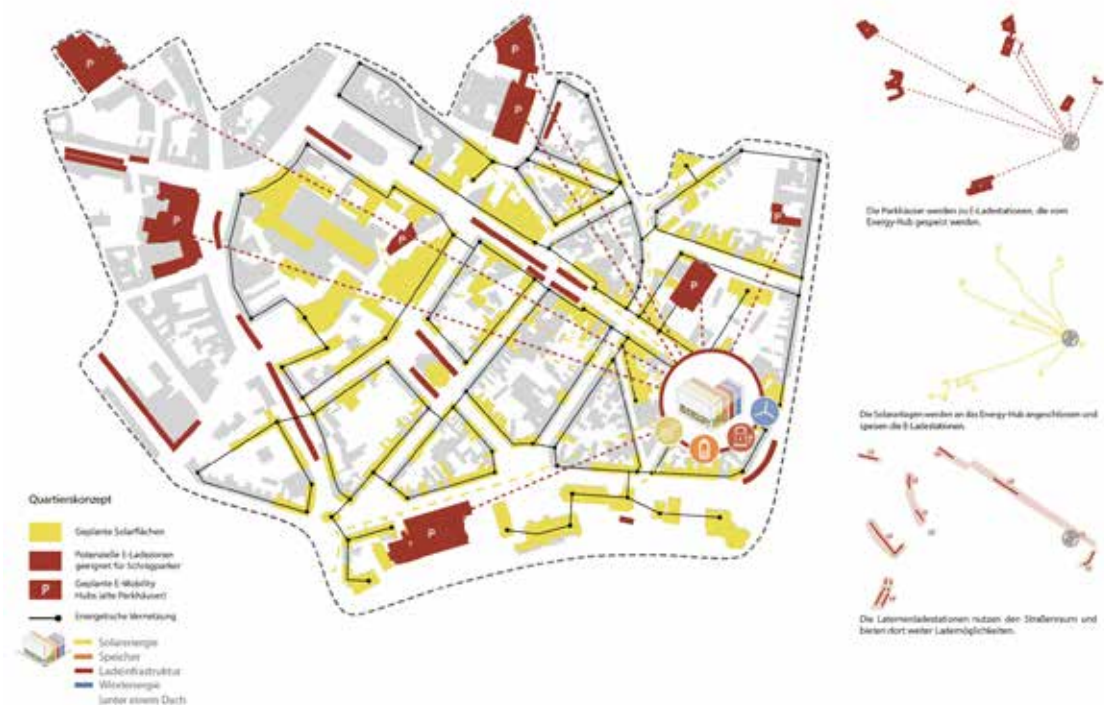 P
P
P
P
P
P
P
P
Die Parkhäuser werden zu E-Ladestationen, die vom
Energy-Hub gespeist werden.
Die Solaranlagen werden an das Energy-Hub angeschlossen und
speisen die E-Ladestationen.
Die Laternenladestationen nutzen den Straßenraum und
bieten dort weiter Lademöglichkeiten.
Quartierskonzept
Geplante Solarflächen
Potenzielle E-Ladezonen
geeignet für Schrägparker
P
Geplante E-Mobility
Hubs (alte Parkhäuser)
Energetische Vernetzung
Solarenergie
Speicher
Ladeinfrastruktur
Windenergie
(unter einem Dach